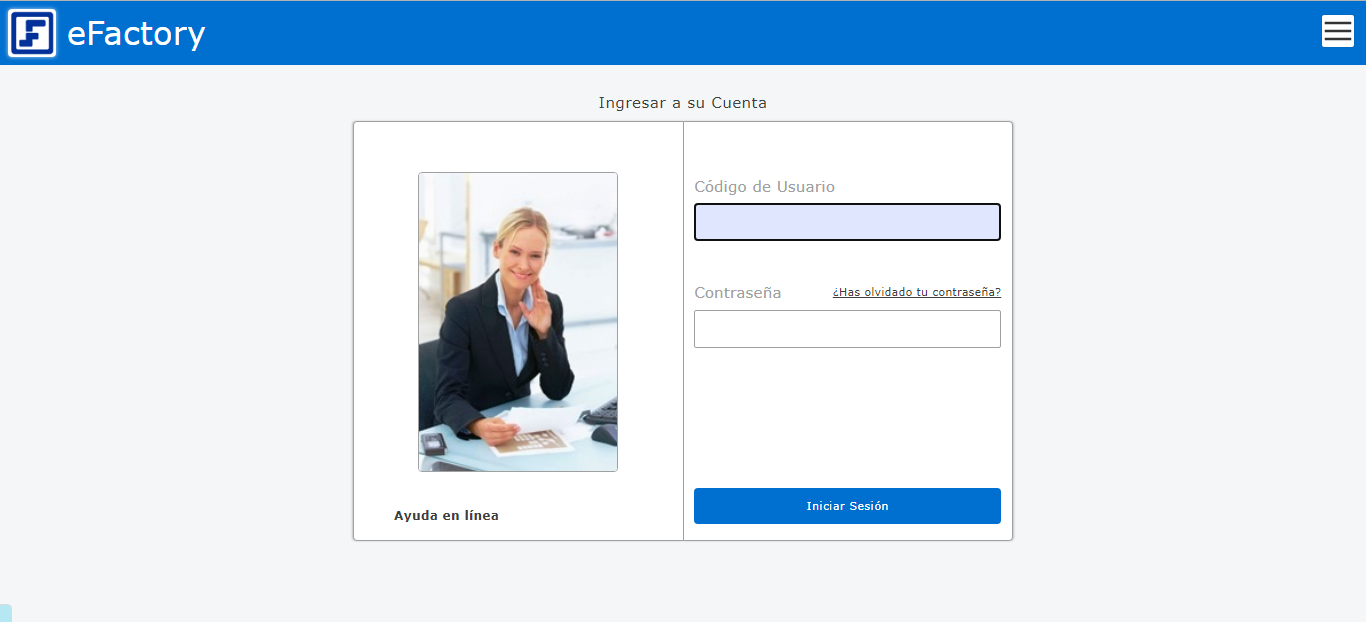 eFactory
Ingresar a su Cuenta
Código de Usuario
Contraseña
¿Has olvidado tu contraseña?
Iniciar Sesión
Ayuda en línea